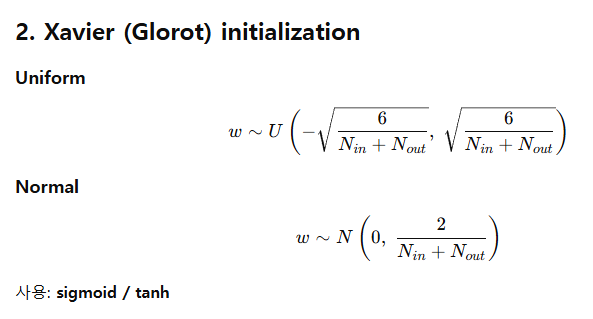 2. Xavier (Glorot) initialization
Uniform
w ∼ U(−√(6/(N_in + N_out)), √(6/(N_in + N_out)))
Normal
w ∼ N(0, 2/(N_in + N_out))
사용: sigmoid / tanh